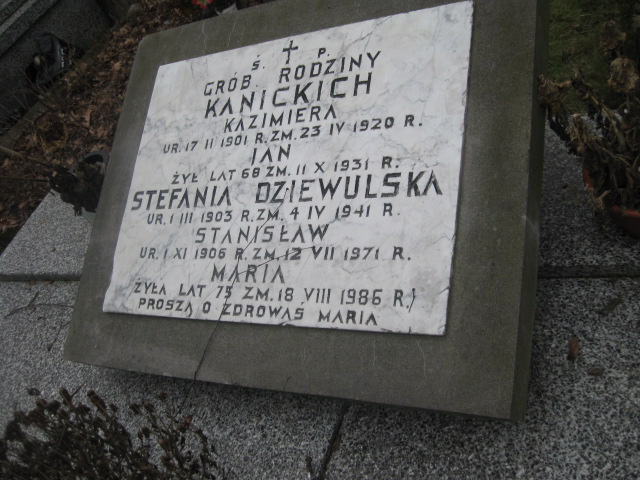 Ś. P.
GRÓB RODZINY
KANICKICH
KAZIMIERA
UR. 17 II 1901 R. ZM. 23 IV 1920 R.
JAN
ŻYŁ LAT 68 ZM. 11 X 1931 R.
STEFANIA DZIEWULSKA
UR. 1 III 1903 R. ZM. 4 IV 1941 R.
STANISŁAW
UR. 1 XI 1906 R. ZM. 12 VII 1971 R.
MARIA
ŻYŁA LAT 75 ZM. 18 VIII 1986 R.
PROSZĄ O ZDROWAŚ MARIA